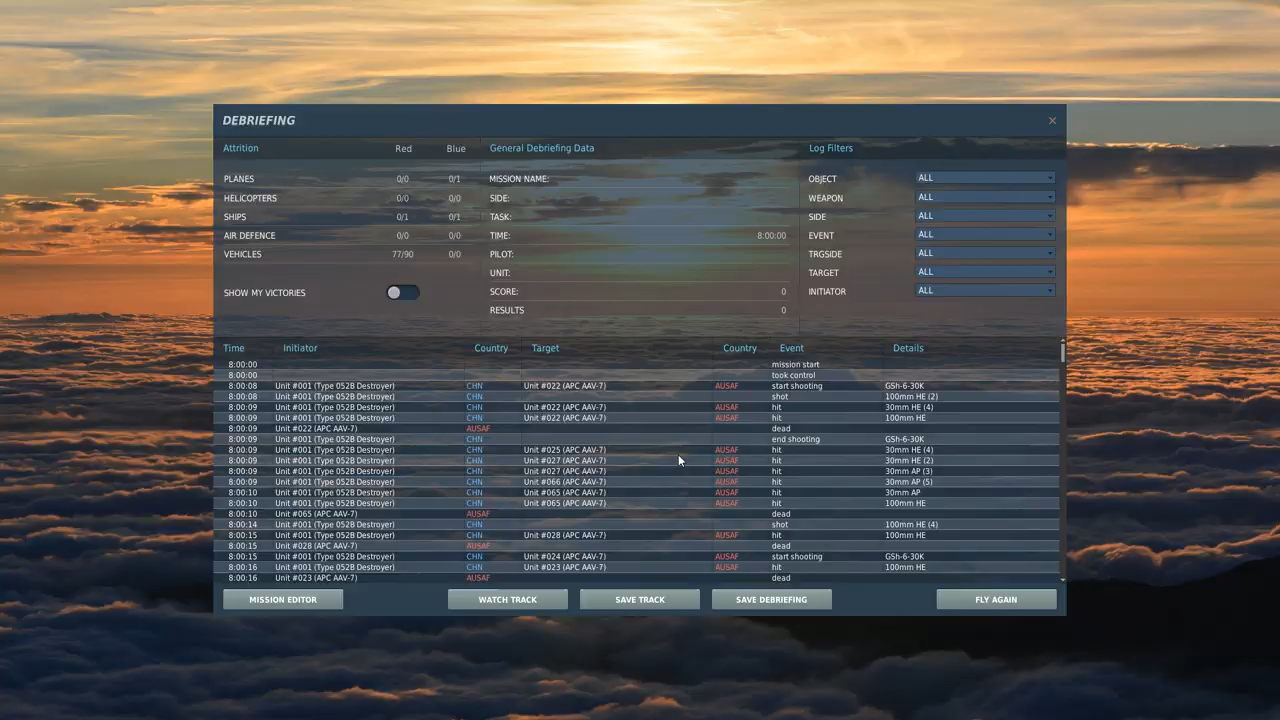 DEBRIEFING ×
Attrition Red Blue General Debriefing Data Log Filters
PLANES 0/0 0/1 MISSION NAME: OBJECT ALL
HELICOPTERS 0/0 0/0 SIDE: WEAPON ALL
SHIPS 0/1 0/1 TASK: SIDE ALL
AIR DEFENCE 0/0 0/0 TIME: 8:00:00 EVENT ALL
VEHICLES 77/90 0/0 PILOT: TRGSIDE ALL
UNIT: TARGET ALL
SHOW MY VICTORIES SCORE: 0 INITIATOR ALL
RESULTS 0
Time Initiator Country Target Country Event Details
8:00:00 mission start
8:00:00 took control
8:00:08 Unit #001 (Type 052B Destroyer) CHN Unit #022 (APC AAV-7) AUSAF start shooting GSh-6-30K
8:00:08 Unit #001 (Type 052B Destroyer) CHN shot 100mm HE (2)
8:00:09 Unit #001 (Type 052B Destroyer) CHN Unit #022 (APC AAV-7) AUSAF hit 30mm HE (4)
8:00:09 Unit #001 (Type 052B Destroyer) CHN Unit #022 (APC AAV-7) AUSAF hit 100mm HE
8:00:09 Unit #022 (APC AAV-7) AUSAF dead
8:00:09 Unit #001 (Type 052B Destroyer) CHN end shooting GSh-6-30K
8:00:09 Unit #001 (Type 052B Destroyer) CHN Unit #025 (APC AAV-7) AUSAF hit 30mm HE (4)
8:00:09 Unit #001 (Type 052B Destroyer) CHN Unit #027 (APC AAV-7) AUSAF hit 30mm HE (2)
8:00:09 Unit #001 (Type 052B Destroyer) CHN Unit #027 (APC AAV-7) AUSAF hit 30mm AP (3)
8:00:09 Unit #001 (Type 052B Destroyer) CHN Unit #066 (APC AAV-7) AUSAF hit 30mm AP (5)
8:00:10 Unit #001 (Type 052B Destroyer) CHN Unit #065 (APC AAV-7) AUSAF hit 30mm AP
8:00:10 Unit #001 (Type 052B Destroyer) CHN Unit #065 (APC AAV-7) AUSAF hit 100mm HE
8:00:10 Unit #065 (APC AAV-7) AUSAF dead
8:00:14 Unit #001 (Type 052B Destroyer) CHN shot 100mm HE (4)
8:00:15 Unit #001 (Type 052B Destroyer) CHN Unit #028 (APC AAV-7) AUSAF hit 100mm HE
8:00:15 Unit #028 (APC AAV-7) AUSAF dead
8:00:15 Unit #001 (Type 052B Destroyer) CHN Unit #024 (APC AAV-7) AUSAF start shooting GSh-6-30K
8:00:16 Unit #001 (Type 052B Destroyer) CHN Unit #023 (APC AAV-7) AUSAF hit 100mm HE
8:00:16 Unit #023 (APC AAV-7) AUSAF dead
MISSION EDITOR WATCH TRACK SAVE TRACK SAVE DEBRIEFING FLY AGAIN